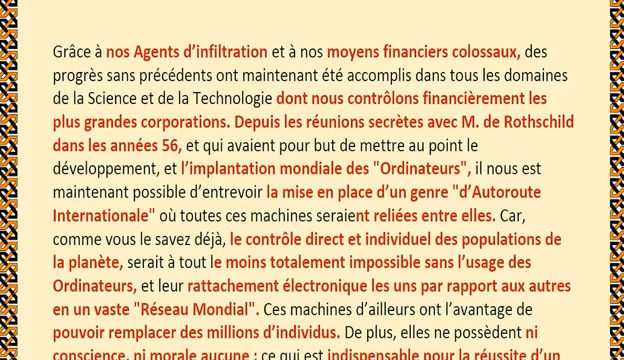 Grâce à nos Agents d’infiltration et à nos moyens financiers colossaux, des
progrès sans précédents ont maintenant été accomplis dans tous les domaines
de la Science et de la Technologie dont nous contrôlons financièrement les
plus grandes corporations. Depuis les réunions secrètes avec M. de Rothschild
dans les années 56, et qui avaient pour but de mettre au point le
développement, et l’implantation mondiale des "Ordinateurs", il nous est
maintenant possible d’entrevoir la mise en place d’un genre "d’Autoroute
Internationale" où toutes ces machines seraient reliées entre elles. Car,
comme vous le savez déjà, le contrôle direct et individuel des populations de
la planète, serait à tout le moins totalement impossible sans l’usage des
Ordinateurs, et leur rattachement électronique les uns par rapport aux autres
en un vaste "Réseau Mondial". Ces machines d’ailleurs ont l’avantage de
pouvoir remplacer des millions d’individus. De plus, elles ne possèdent ni
conscience, ni morale aucune ; ce qui est indispensable pour la réussite d’un